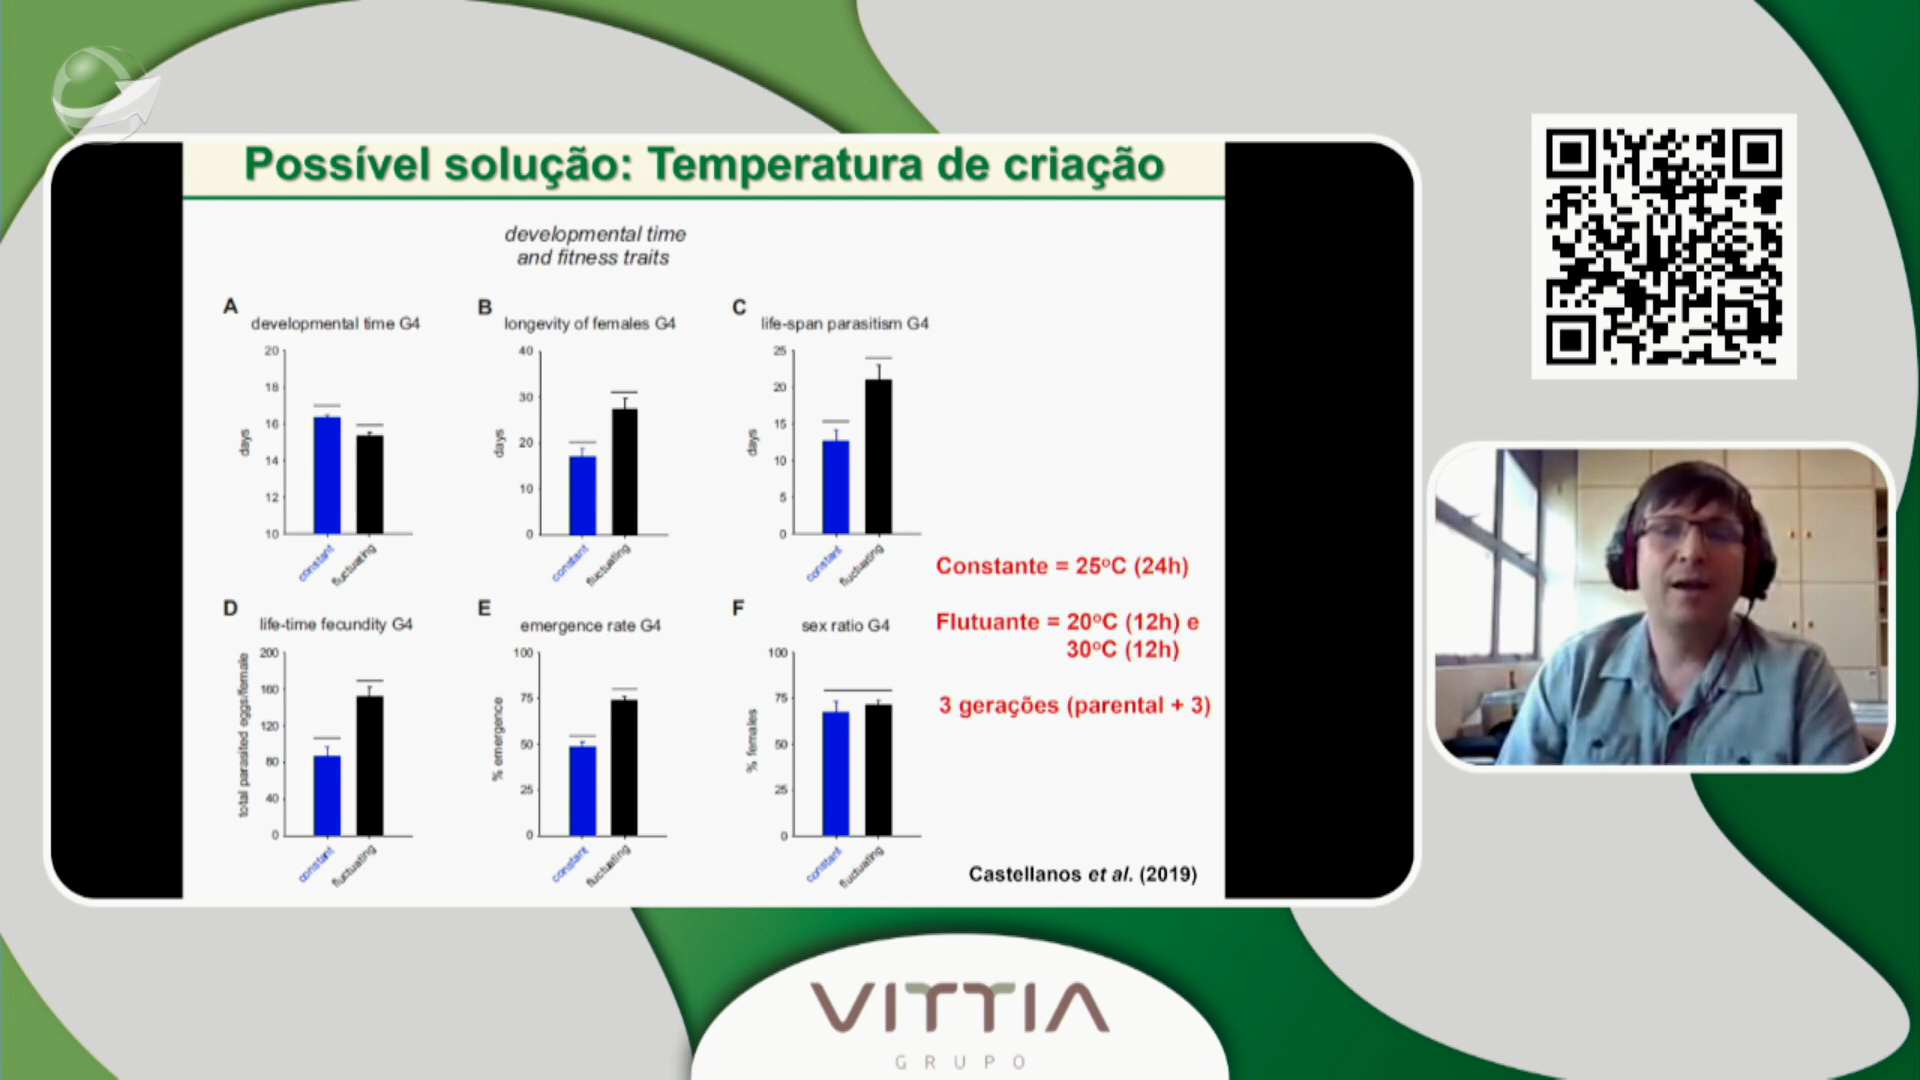 Possível solução: Temperatura de criação
developmental time
and fitness traits
A
developmental time G4
20
18
16
14
12
10
days
constant
fluctuating
B
longevity of females G4
40
30
20
10
0
days
constant
fluctuating
C
life-span parasitism G4
25
20
15
10
5
0
days
constant
fluctuating
Constante = 25ºC (24h)
Flutuante = 20ºC (12h) e
30ºC (12h)
3 gerações (parental + 3)
D
life-time fecundity G4
200
160
120
80
40
0
total parasited eggs/female
constant
fluctuating
E
emergence rate G4
100
75
50
25
0
% emergence
constant
fluctuating
F
sex ratio G4
100
75
50
25
0
% females
constant
fluctuating
Castellanos et al. (2019)
VITTIA
GRUPO